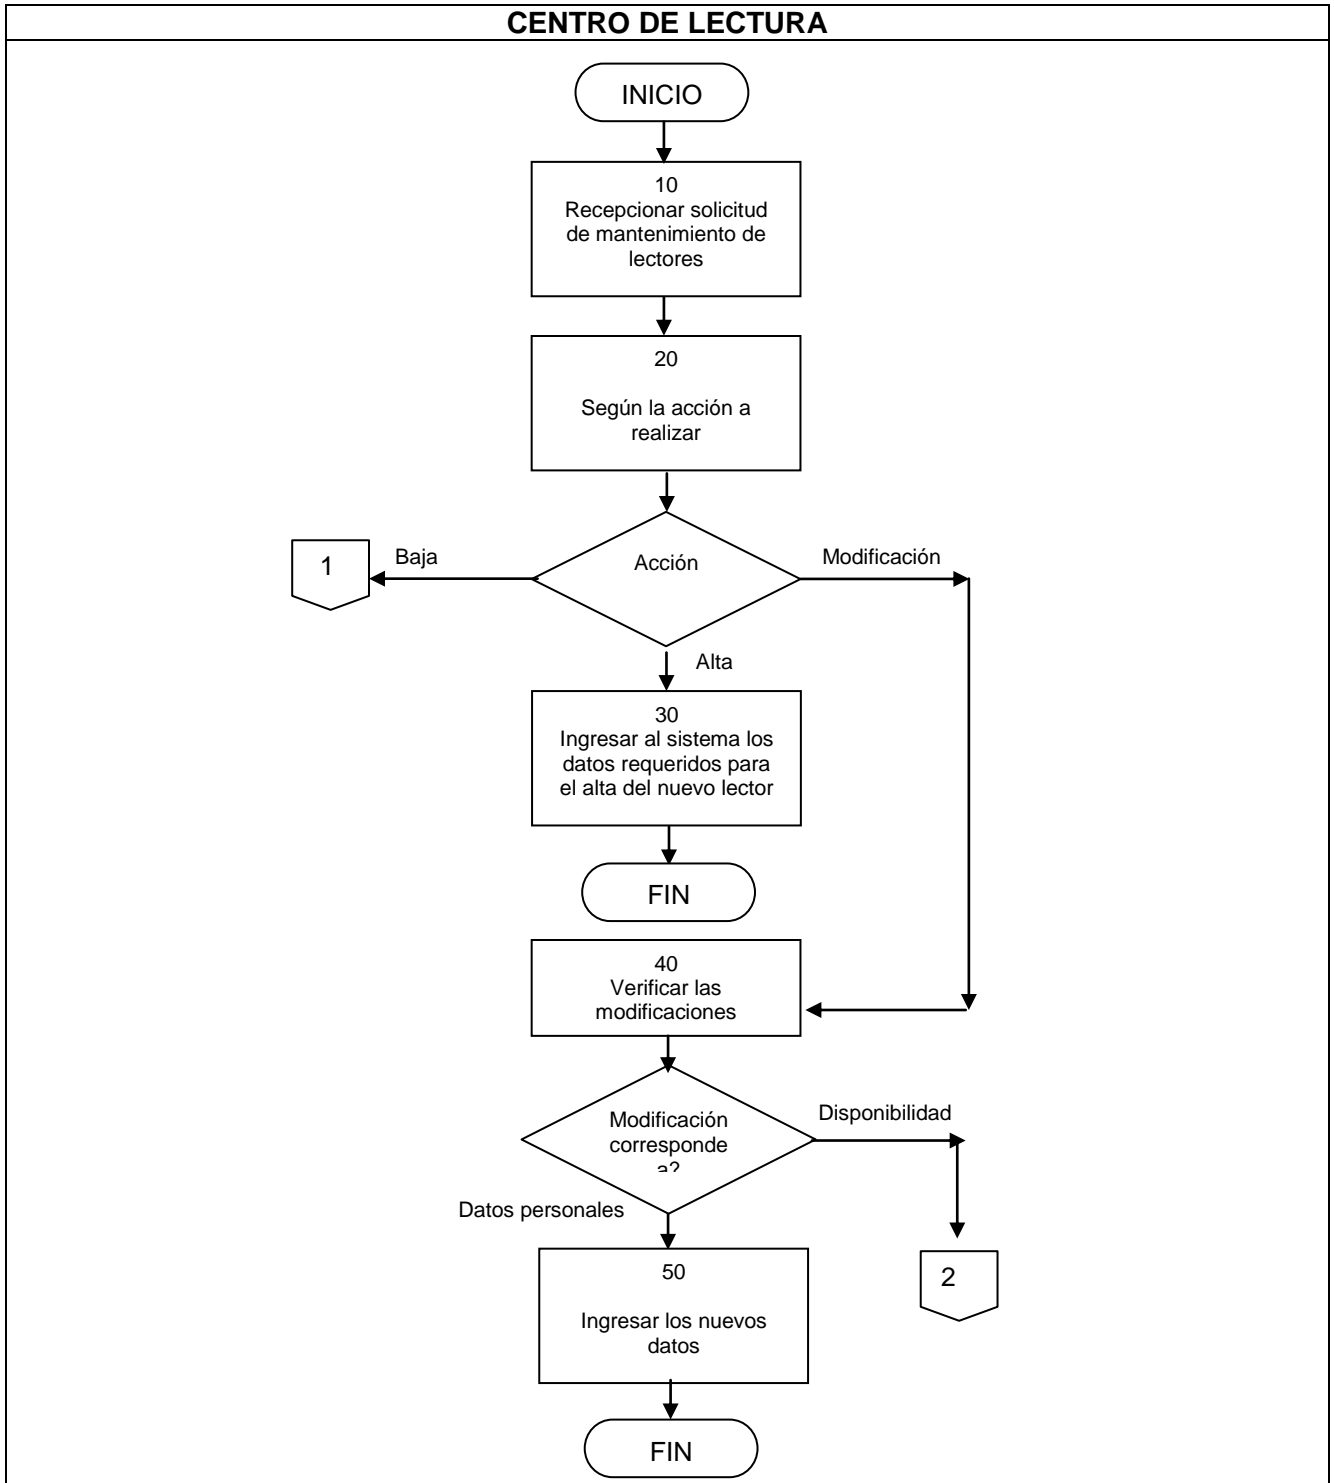 CENTRO DE LECTURA
INICIO
10
Recepcionar solicitud
de mantenimiento de
lectores
20
Según la acción a
realizar
Acción
Baja
1
Modificación
Alta
30
Ingresar al sistema los
datos requeridos para
el alta del nuevo lector
FIN
40
Verificar las
modificaciones
Modificación
corresponde
a?
Disponibilidad
2
Datos personales
50
Ingresar los nuevos
datos
FIN